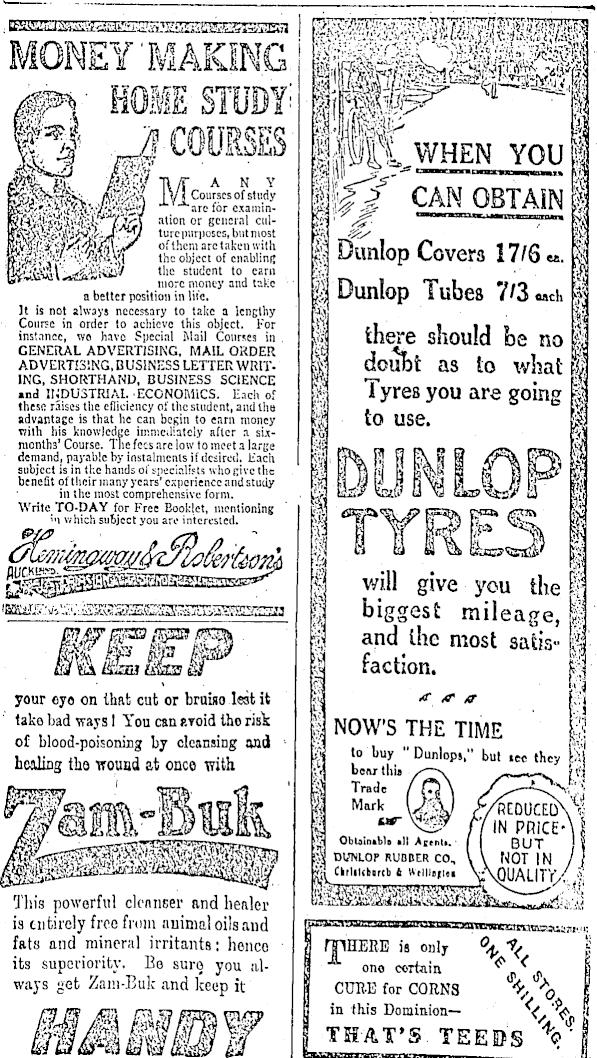 MONEY MAKING
HOME STUDY
COURSES
MANY
Courses of study
are for examin-
ation or general cul-
ture purposes, but most
of them are taken with
the object of enabling
the student to earn
more money and take
a better position in life.
It is not always necessary to take a lengthy
Course in order to achieve this object. For
instance, we have Special Mail Courses in
GENERAL ADVERTISING, MAIL ORDER
ADVERTISING, BUSINESS LETTER WRIT-
ING, SHORTHAND, BUSINESS SCIENCE
and INDUSTRIAL ECONOMICS. Each of
these raises the efficiency of the student, and the
advantage is that he can begin to earn money
with his knowledge immediately after a six-
months' Course. The fees are low to meet a large
demand, payable by instalments if desired. Each
subject is in the hands of specialists who give the
benefit of their many years' experience and study
in the most comprehensive form.
Write TO-DAY for Free Booklet, mentioning
in which subject you are interested.
Hemingway & Robertson's
AUCKLAND.
KEEP
your eye on that cut or bruise lest it
take bad ways! You can avoid the risk
of blood-poisoning by cleansing and
healing the wound at once with
Zam-Buk
This powerful cleanser and healer
is entirely free from animal oils and
fats and mineral irritants; hence
its superiority. Be sure you al-
ways get Zam-Buk and keep it
HANDY
WHEN YOU
CAN OBTAIN
Dunlop Covers 17/6 ea.
Dunlop Tubes 7/3 each
there should be no
doubt as to what
Tyres you are going
to use.
DUNLOP
TYRES
will give you the
biggest mileage,
and the most satis-
faction.
NOW'S THE TIME
to buy "Dunlops," but see they
bear this
Trade
Mark
Obtainable all Agents.
DUNLOP RUBBER CO.,
Christchurch & Wellington
REDUCED
IN PRICE
BUT
NOT IN
QUALITY
THERE is only
one certain
CURE for CORNS
in this Dominion—
THAT'S TEEDS
ALL STORES,
ONE SHILLING.